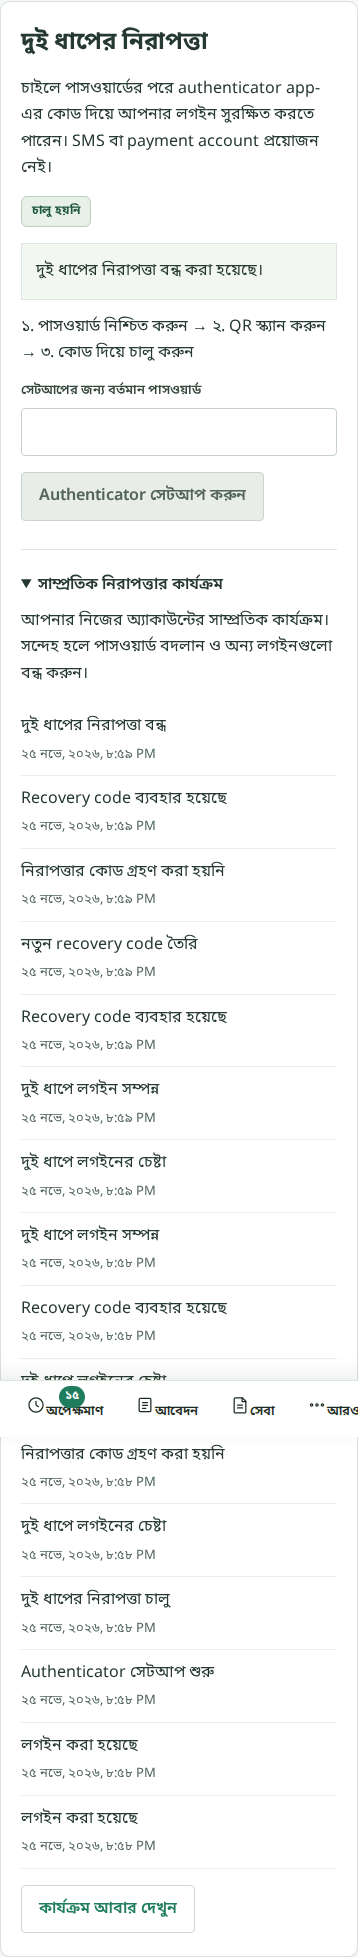 দুই ধাপের নিরাপত্তা
চাইলে পাসওয়ার্ডের পরে authenticator app-
এর কোড দিয়ে আপনার লগইন সুরক্ষিত করতে
পারেন। SMS বা payment account প্রয়োজন
নেই।
চালু হয়নি
দুই ধাপের নিরাপত্তা বন্ধ করা হয়েছে।
১. পাসওয়ার্ড নিশ্চিত করুন → ২. QR স্ক্যান করুন
→ ৩. কোড দিয়ে চালু করুন
সেটআপের জন্য বর্তমান পাসওয়ার্ড
Authenticator সেটআপ করুন
▼ সাম্প্রতিক নিরাপত্তার কার্যক্রম
আপনার নিজের অ্যাকাউন্টের সাম্প্রতিক কার্যক্রম।
সন্দেহ হলে পাসওয়ার্ড বদলান ও অন্য লগইনগুলো
বন্ধ করুন।
দুই ধাপের নিরাপত্তা বন্ধ
২৫ নভে, ২০২৬, ৮:৫৯ PM
Recovery code ব্যবহার হয়েছে
২৫ নভে, ২০২৬, ৮:৫৯ PM
নিরাপত্তার কোড গ্রহণ করা হয়নি
২৫ নভে, ২০২৬, ৮:৫৯ PM
নতুন recovery code তৈরি
২৫ নভে, ২০২৬, ৮:৫৯ PM
Recovery code ব্যবহার হয়েছে
২৫ নভে, ২০২৬, ৮:৫৯ PM
দুই ধাপে লগইন সম্পন্ন
২৫ নভে, ২০২৬, ৮:৫৯ PM
দুই ধাপে লগইনের চেষ্টা
২৫ নভে, ২০২৬, ৮:৫৯ PM
দুই ধাপে লগইন সম্পন্ন
২৫ নভে, ২০২৬, ৮:৫৮ PM
Recovery code ব্যবহার হয়েছে
২৫ নভে, ২০২৬, ৮:৫৮ PM
দুই ধাপে লগইনের চেষ্টা
১৫
অপেক্ষমাণ আবেদন সেবা আরও
নিরাপত্তার কোড গ্রহণ করা হয়নি
২৫ নভে, ২০২৬, ৮:৫৮ PM
দুই ধাপে লগইনের চেষ্টা
২৫ নভে, ২০২৬, ৮:৫৮ PM
দুই ধাপের নিরাপত্তা চালু
২৫ নভে, ২০২৬, ৮:৫৮ PM
Authenticator সেটআপ শুরু
২৫ নভে, ২০২৬, ৮:৫৮ PM
লগইন করা হয়েছে
২৫ নভে, ২০২৬, ৮:৫৮ PM
লগইন করা হয়েছে
২৫ নভে, ২০২৬, ৮:৫৮ PM
কার্যক্রম আবার দেখুন